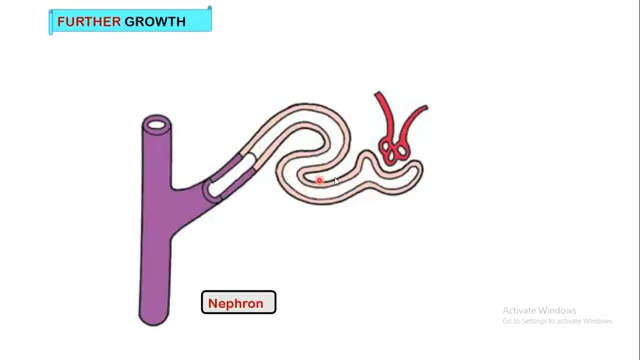 FURTHER GROWTH
Nephron
Activate Windows
Go to Settings to activate Windows.